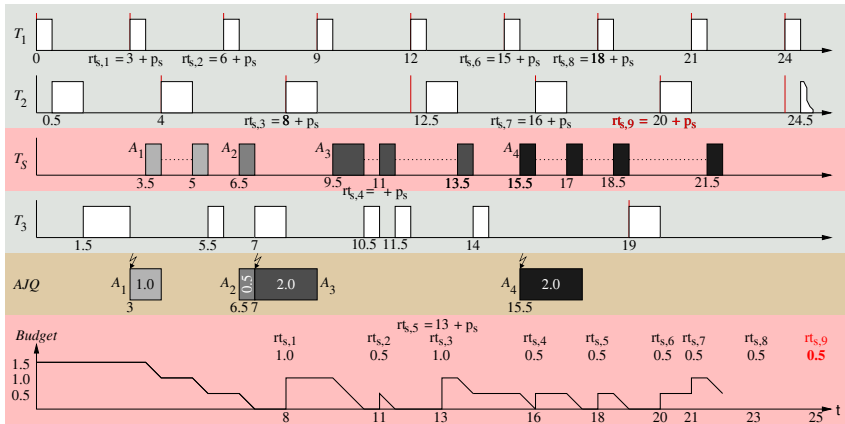 T1
0 rts,1 = 3 + ps rts,2 = 6 + ps 9 12 rts,6 = 15 + ps rts,8 = 18 + ps 21 24
T2
0.5 4 rts,3 = 8 + ps 12.5 rts,7 = 16 + ps rts,9 = 20 + ps 24.5
TS A1 A2 A3 A4
3.5 5 6.5 9.5 11 13.5 15.5 17 18.5 21.5
rts,4 = + ps
T3
1.5 5.5 7 10.5 11.5 14 19
AJQ A1 1.0 A2 0.5 2.0 A3 A4 2.0
3 6.5 7 15.5
rts,5 = 13 + ps
Budget rts,1 rts,2 rts,3 rts,4 rts,5 rts,6 rts,7 rts,8 rts,9
1.0 0.5 1.0 0.5 0.5 0.5 0.5 0.5 0.5
1.5
1.0
0.5
t
8 11 13 16 18 20 21 23 25